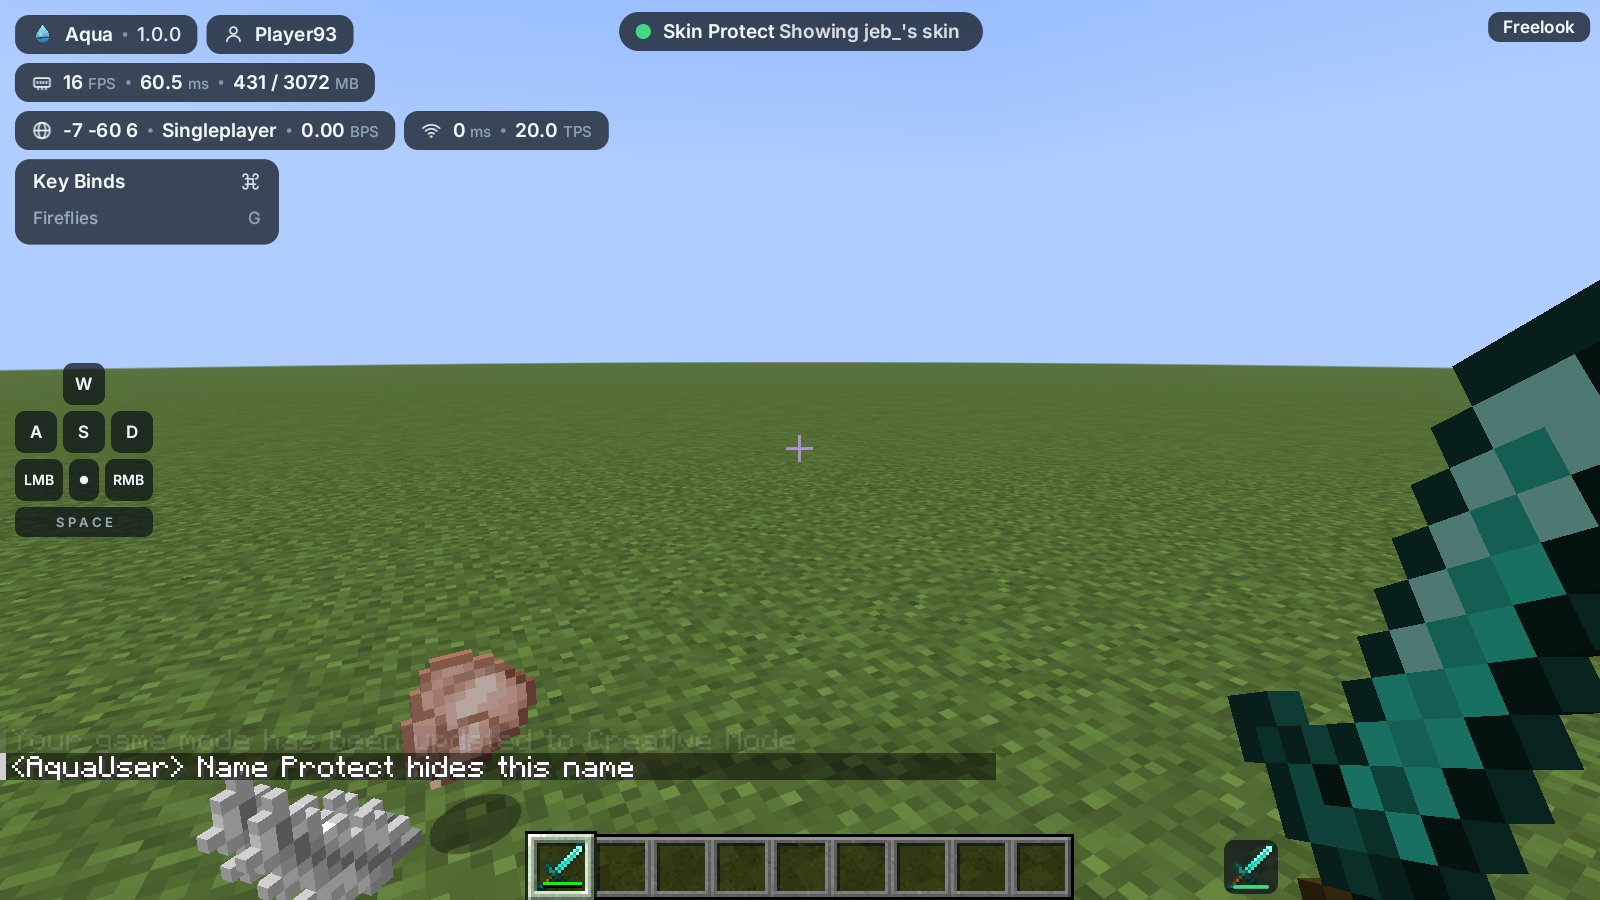 Aqua • 1.0.0
Player93
Skin Protect Showing jeb_'s skin
Freelook
16 FPS • 60.5 ms • 431 / 3072 MB
-7 -60 6 • Singleplayer • 0.00 BPS
0 ms • 20.0 TPS
Key Binds
Fireflies G
W
A S D
LMB RMB
SPACE
Your game mode has been updated to Creative Mode
<AquaUser> Name Protect hides this name